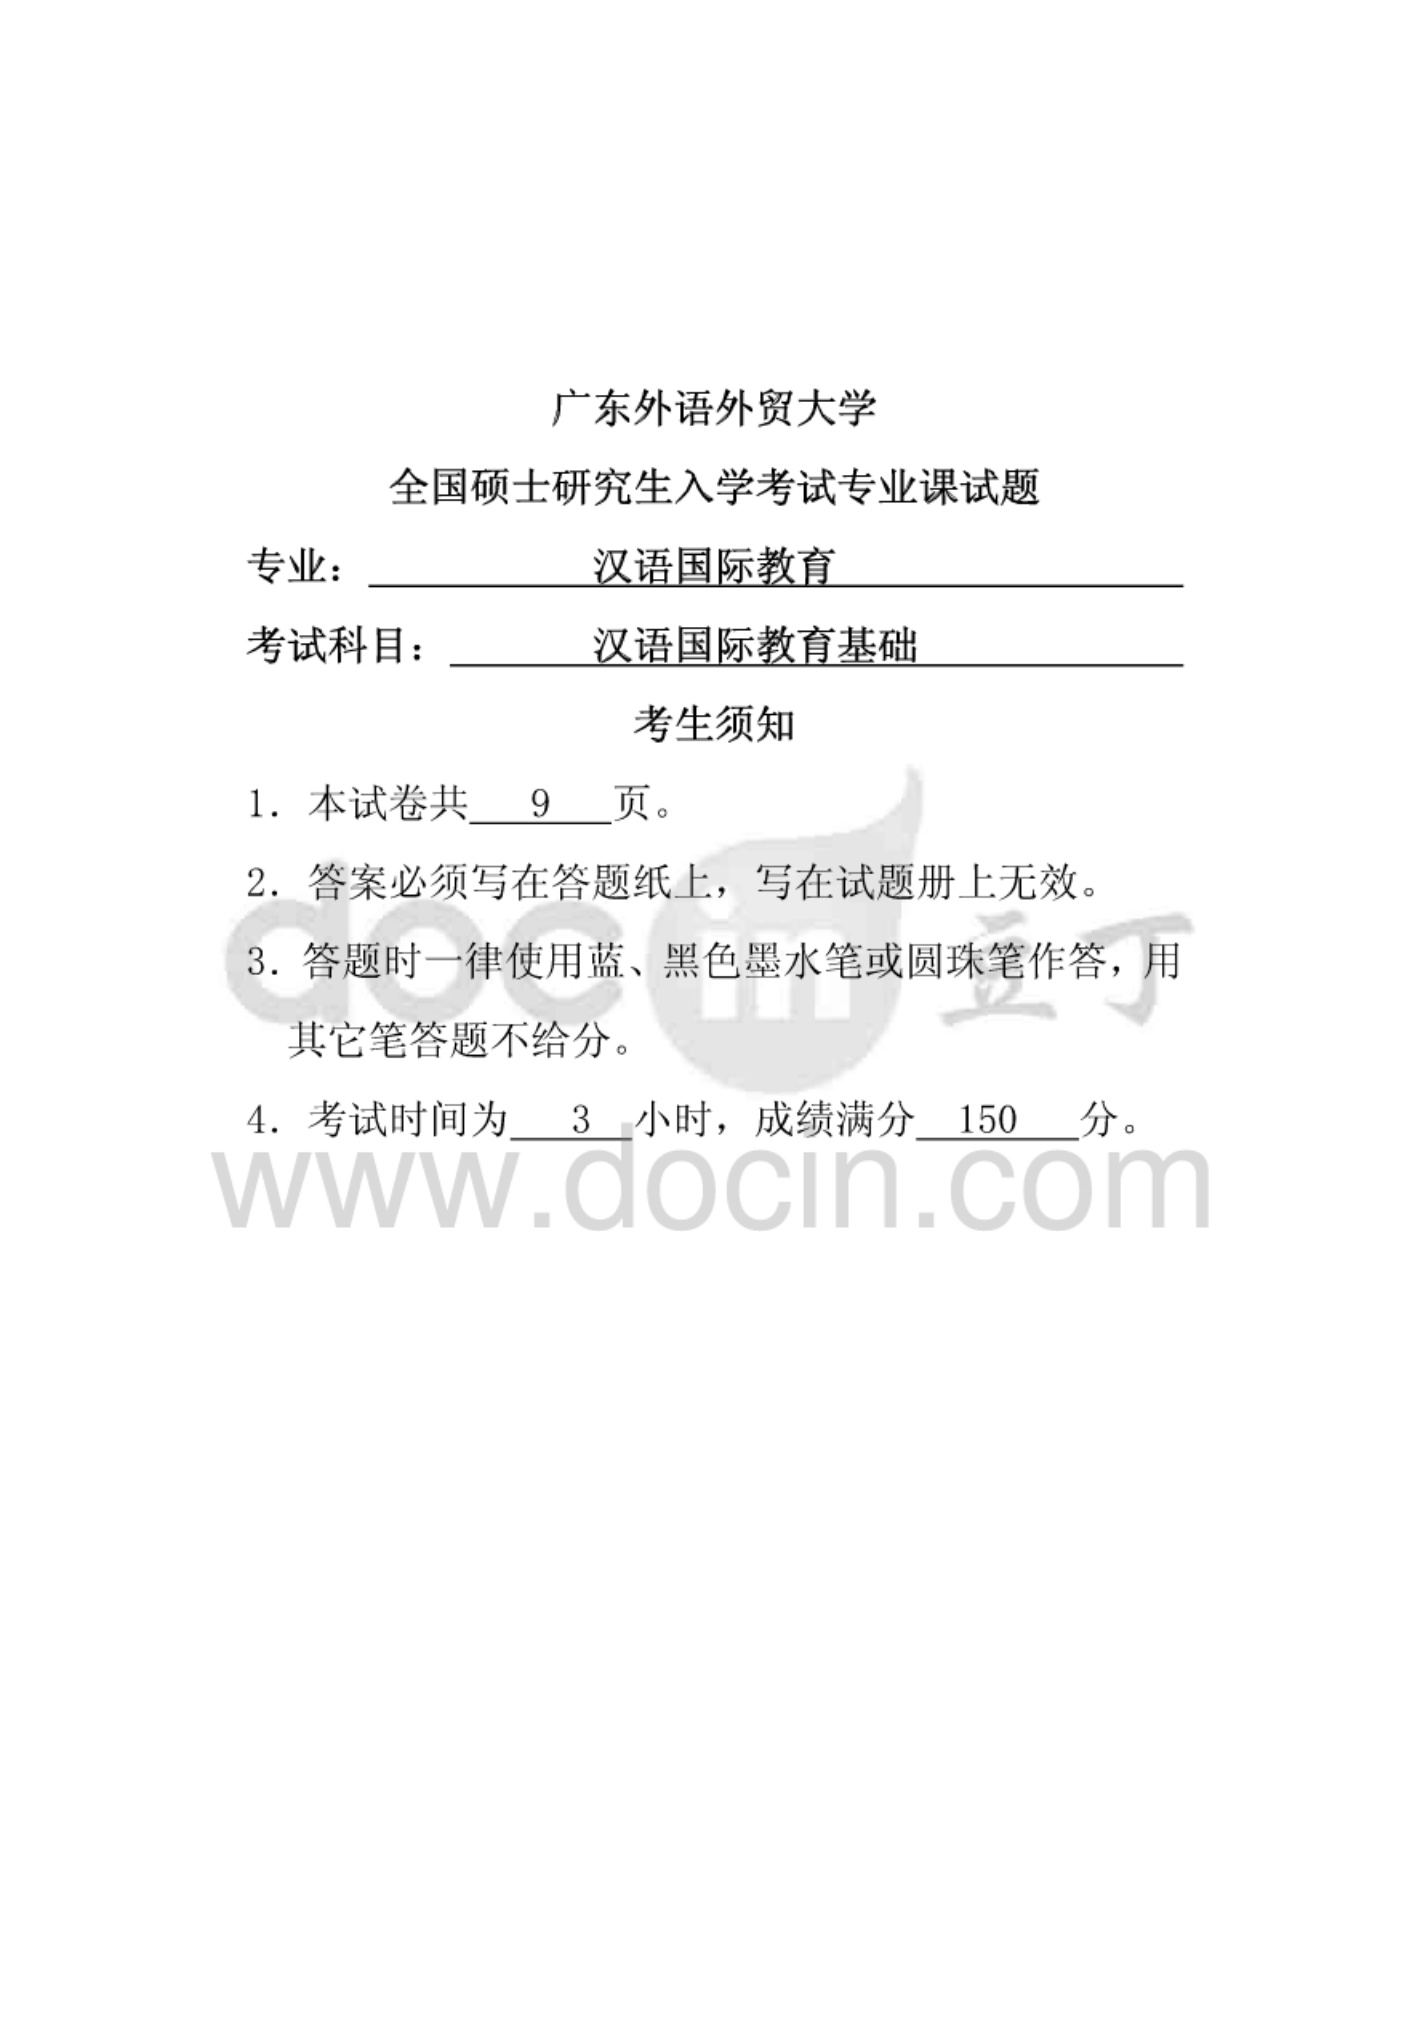 广东外语外贸大学
全国硕士研究生入学考试专业课试题
专业：汉语国际教育
考试科目：汉语国际教育基础
考生须知
1．本试卷共 9 页。
2．答案必须写在答题纸上，写在试题册上无效。
3．答题时一律使用蓝、黑色墨水笔或圆珠笔作答，用
其它笔答题不给分。
4．考试时间为 3 小时，成绩满分 150 分。
docin 豆丁
www.docin.com